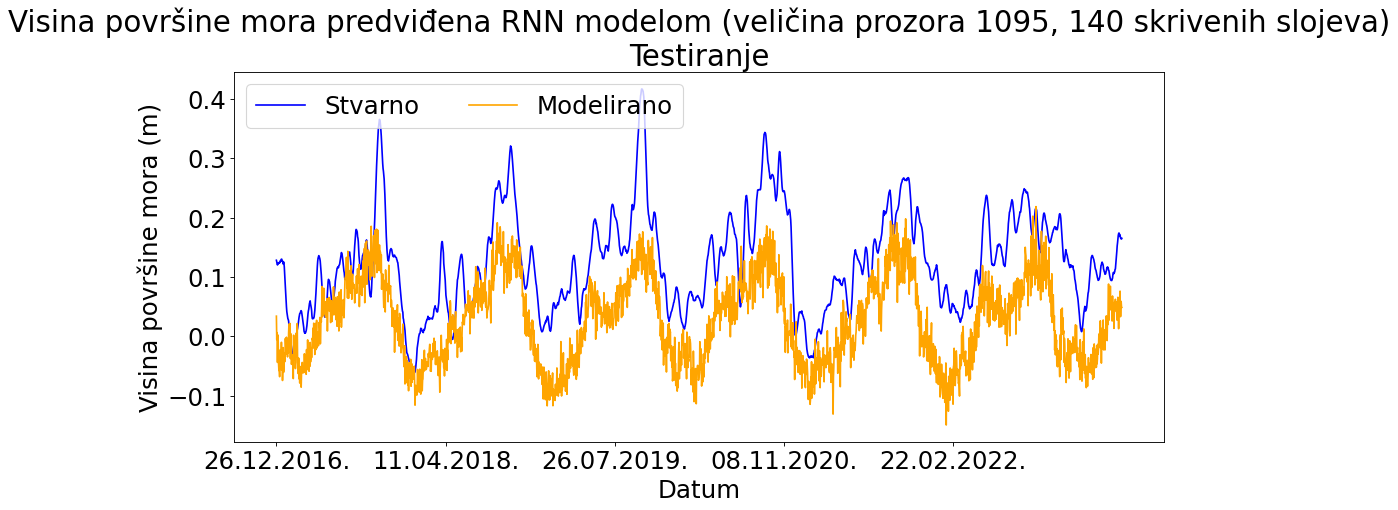 Visina površine mora predviđena RNN modelom (veličina prozora 1095, 140 skrivenih slojeva)
Testiranje
Stvarno
Modelirano
Visina površine mora (m)
0.4
0.3
0.2
0.1
0.0
−0.1
26.12.2016.
11.04.2018.
26.07.2019.
08.11.2020.
22.02.2022.
Datum